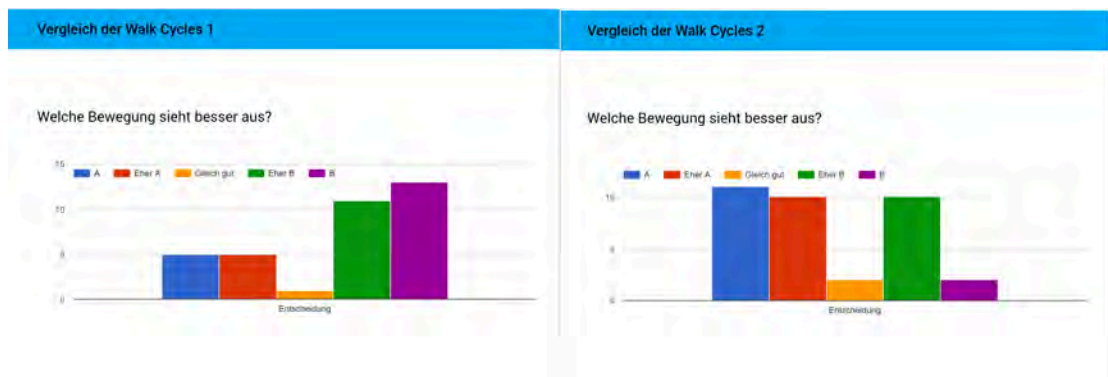 Vergleich der Walk Cycles 1
Welche Bewegung sieht besser aus?
15
A Eher A Gleich gut Eher B B
10
5
0
Entscheidung
Vergleich der Walk Cycles 2
Welche Bewegung sieht besser aus?
A Eher A Gleich gut Eher B B
10
5
0
Entscheidung